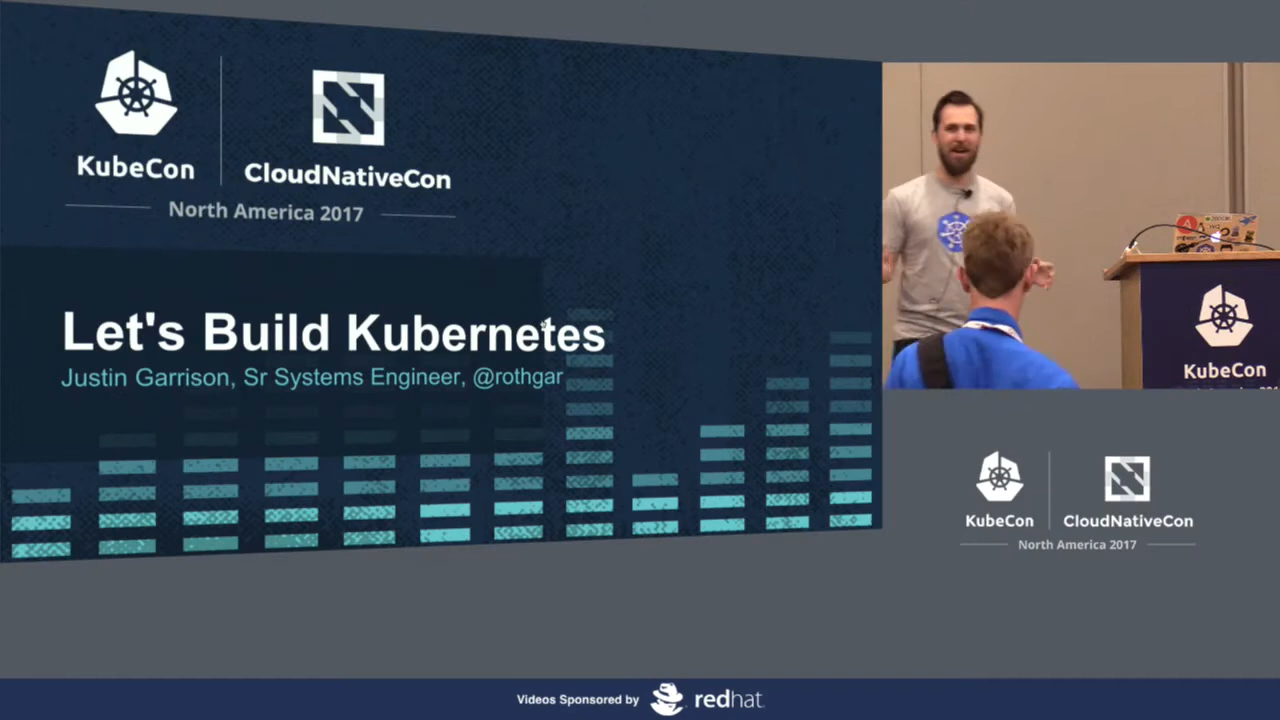 KubeCon
CloudNativeCon
North America 2017
Let's Build Kubernetes
Justin Garrison, Sr Systems Engineer, @rothgar
KubeCon
KubeCon
CloudNativeCon
North America 2017
Videos Sponsored by redhat.